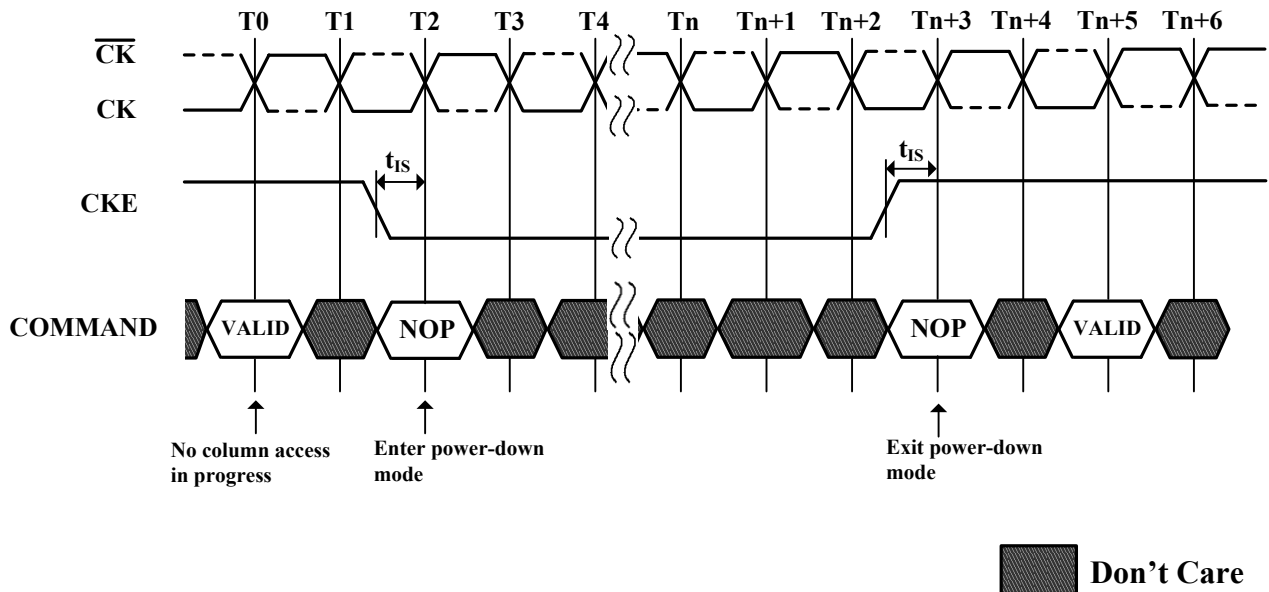 T0 T1 T2 T3 T4 Tn Tn+1 Tn+2 Tn+3 Tn+4 Tn+5 Tn+6
CK
CK
tIS tIS
CKE
COMMAND VALID NOP NOP VALID
No column access
in progress
Enter power-down
mode
Exit power-down
mode
Don't Care